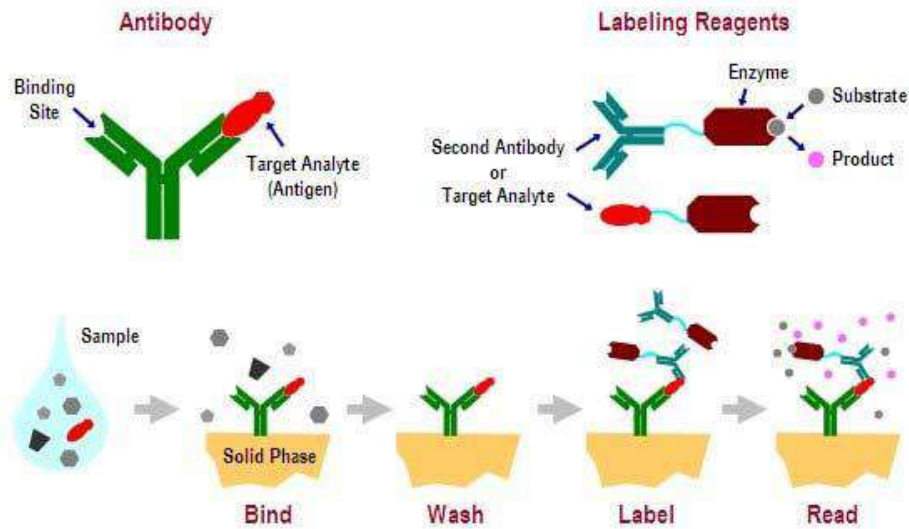 Antibody
Binding
Site
Target Analyte
(Antigen)
Labeling Reagents
Enzyme
Substrate
Product
Second Antibody
or
Target Analyte
Sample
Solid Phase
Bind
Wash
Label
Read